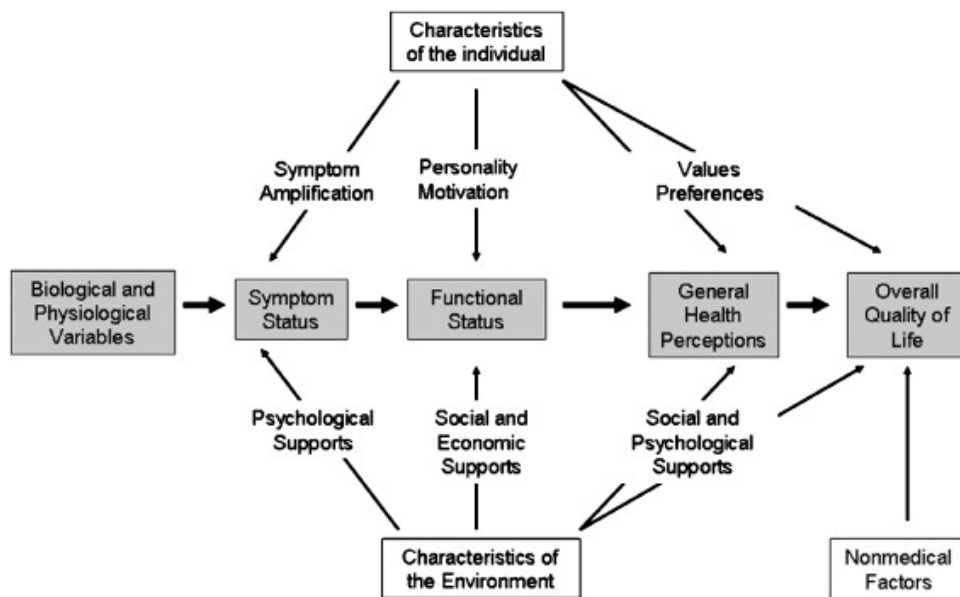 Characteristics
of the individual
Symptom
Amplification
Personality
Motivation
Values
Preferences
Biological and
Physiological
Variables
Symptom
Status
Functional
Status
General
Health
Perceptions
Overall
Quality of
Life
Psychological
Supports
Social and
Economic
Supports
Social and
Psychological
Supports
Characteristics of
the Environment
Nonmedical
Factors